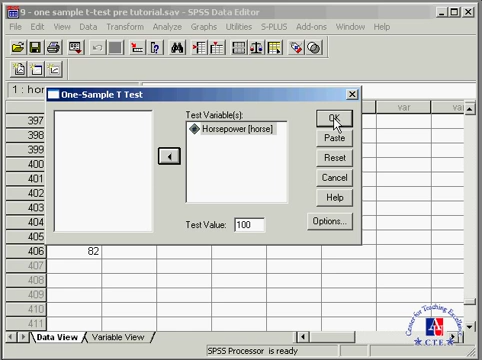 9 - one sample t-test pre tutorial.sav - SPSS Data Editor
File Edit View Data Transform Analyze Graphs Utilities S-PLUS Add-ons Window Help
1 : hor
One-Sample T Test
var va
397
398
399
400
401
402
403
404
405
406 82
407
408
409
410
411
Test Variable(s):
Horsepower [horse]
OK
Paste
Reset
Cancel
Help
Test Value: 100
Options...
Data View Variable View
SPSS Processor is ready
Center for Teaching Excellence
AU
C.T.E.